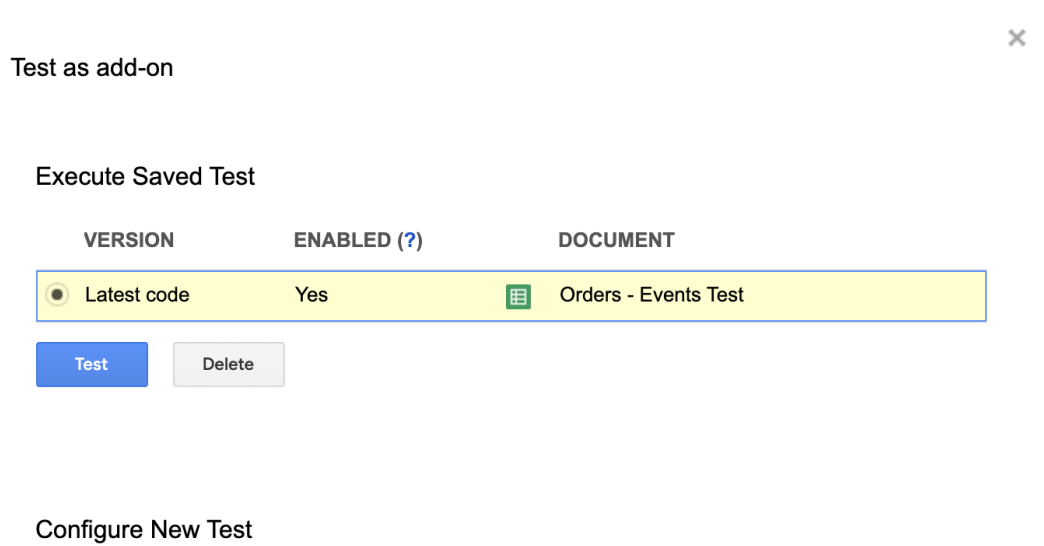 Test as add-on
Execute Saved Test
VERSION ENABLED (?) DOCUMENT
Latest code Yes Orders - Events Test
Test Delete
Configure New Test